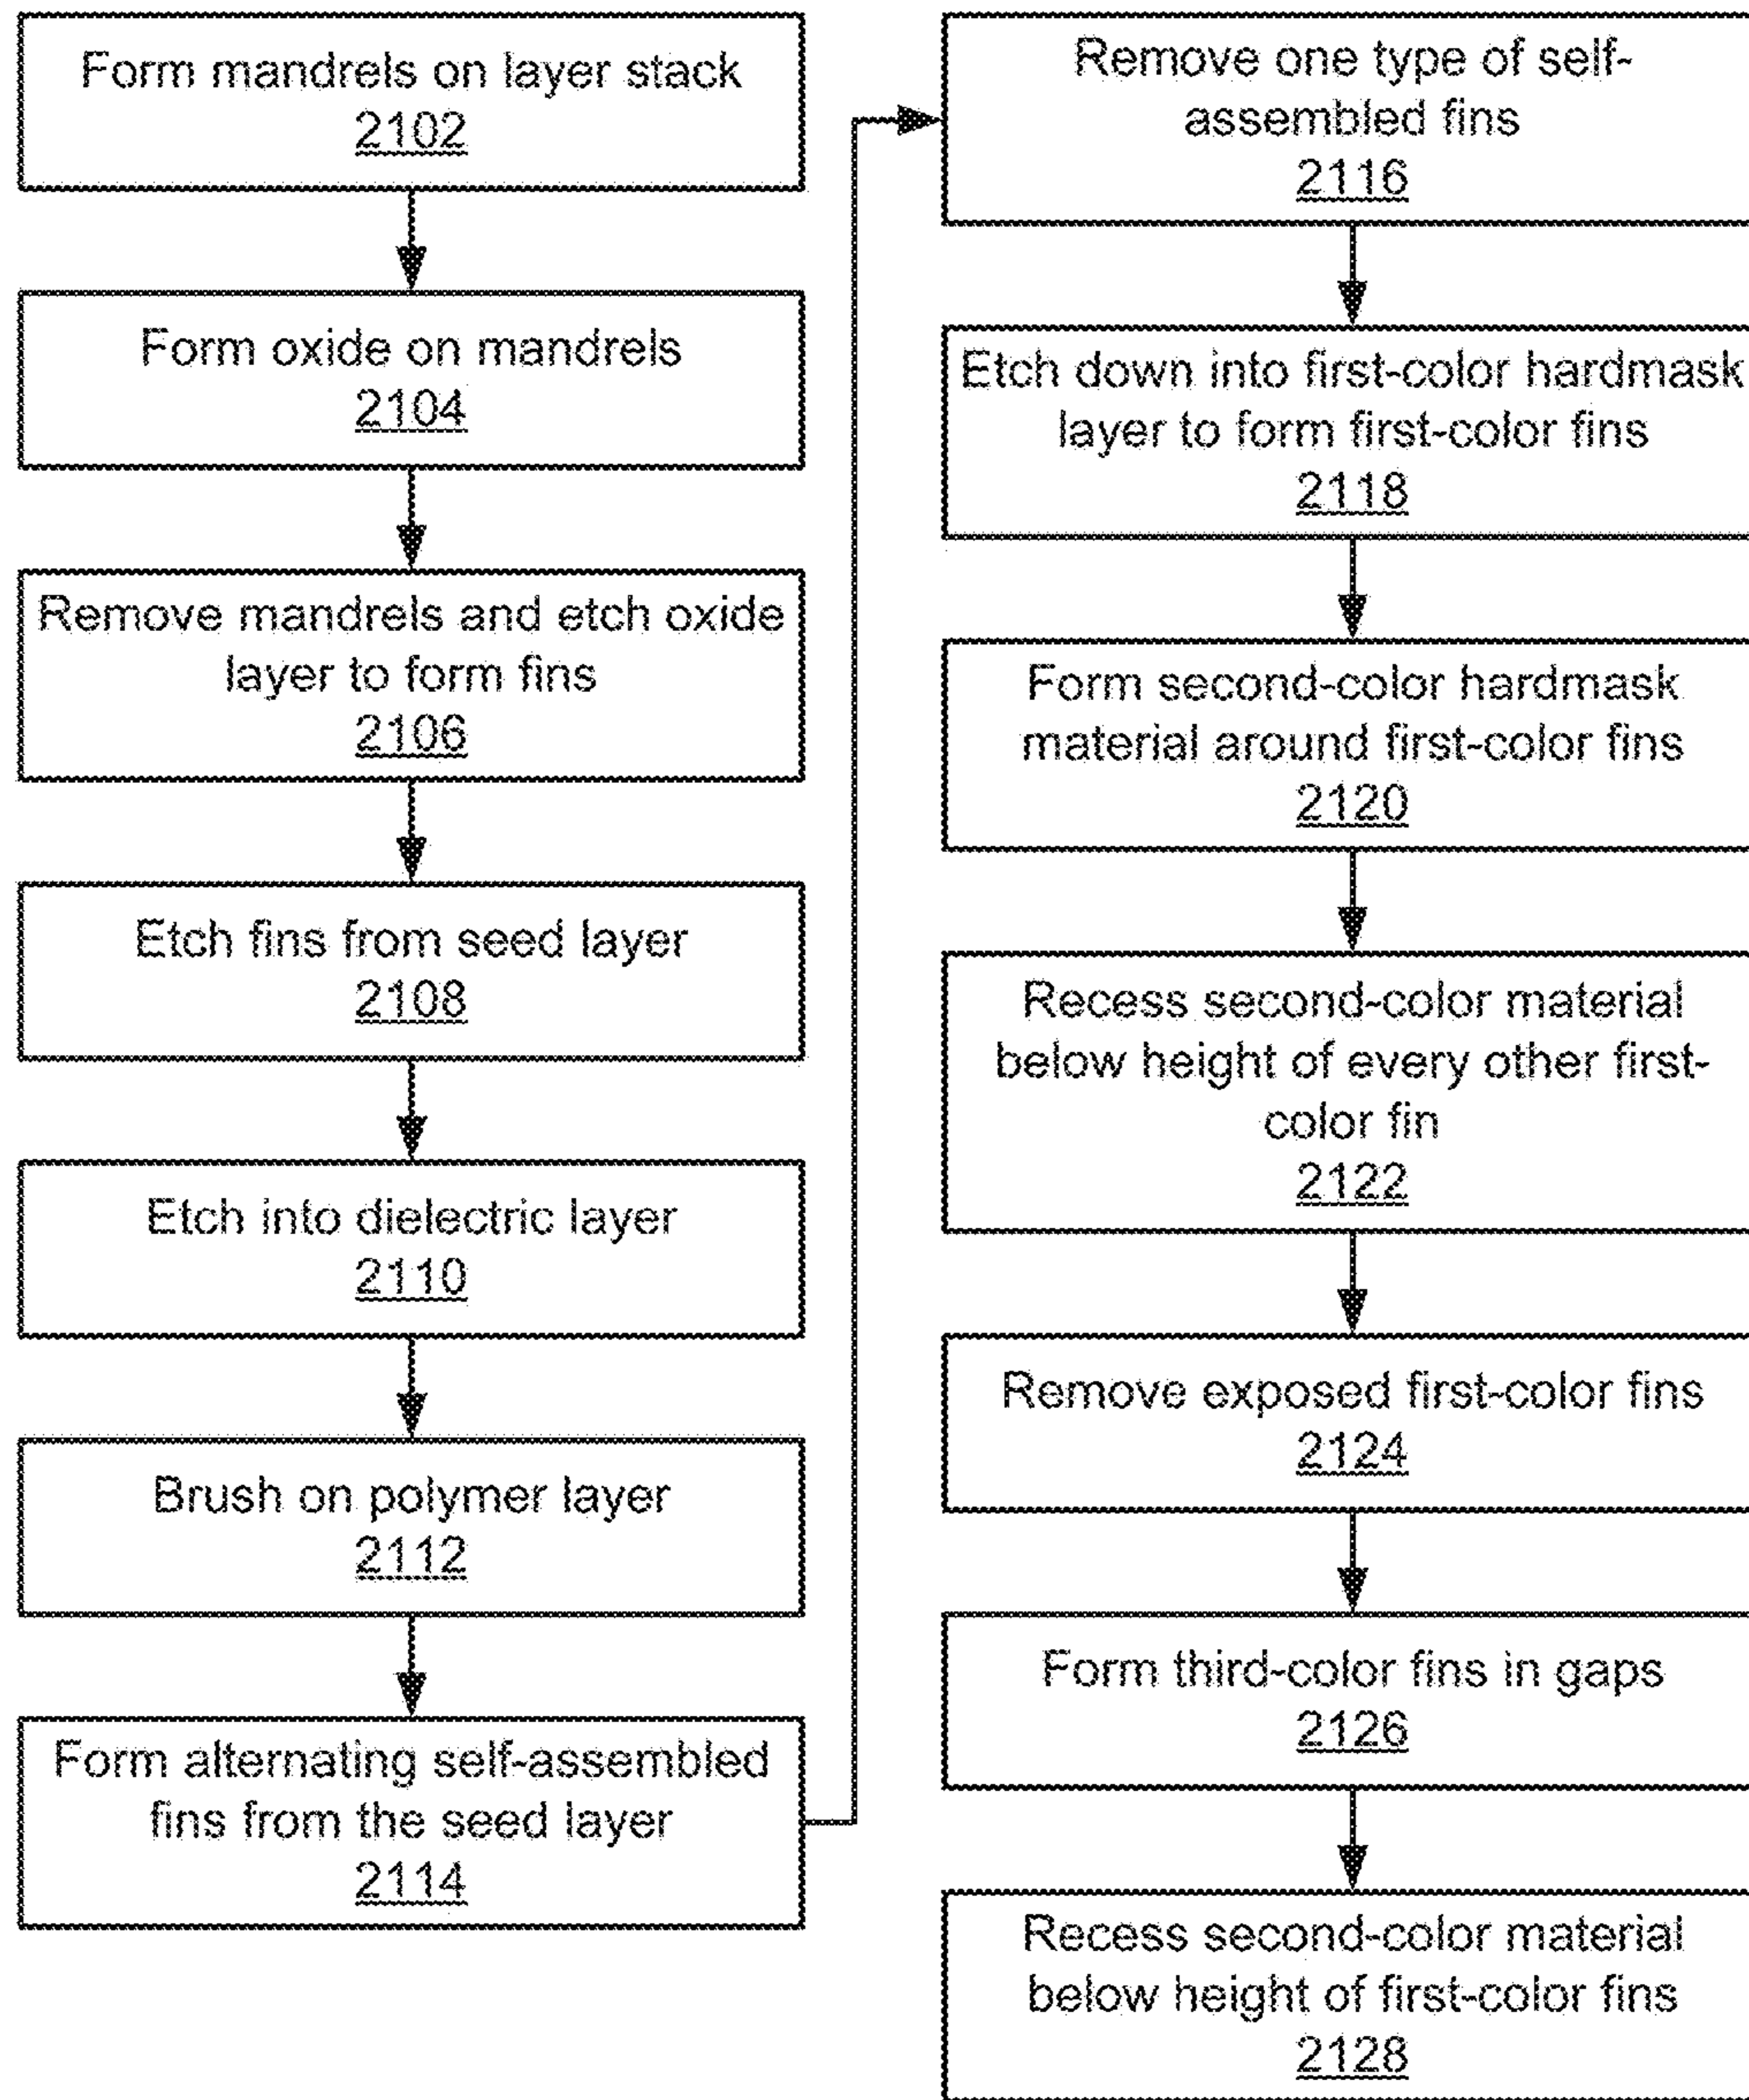 Form mandrels on layer stack
2102
Form oxide on mandrels
2104
Remove mandrels and etch oxide
layer to form fins
2106
Etch fins from seed layer
2108
Etch into dielectric layer
2110
Brush on polymer layer
2112
Form alternating self-assembled
fins from the seed layer
2114
Remove one type of self-
assembled fins
2116
Etch down into first-color hardmask
layer to form first-color fins
2118
Form second-color hardmask
material around first-color fins
2120
Recess second-color material
below height of every other first-
color fin
2122
Remove exposed first-color fins
2124
Form third-color fins in gaps
2126
Recess second-color material
below height of first-color fins
2128